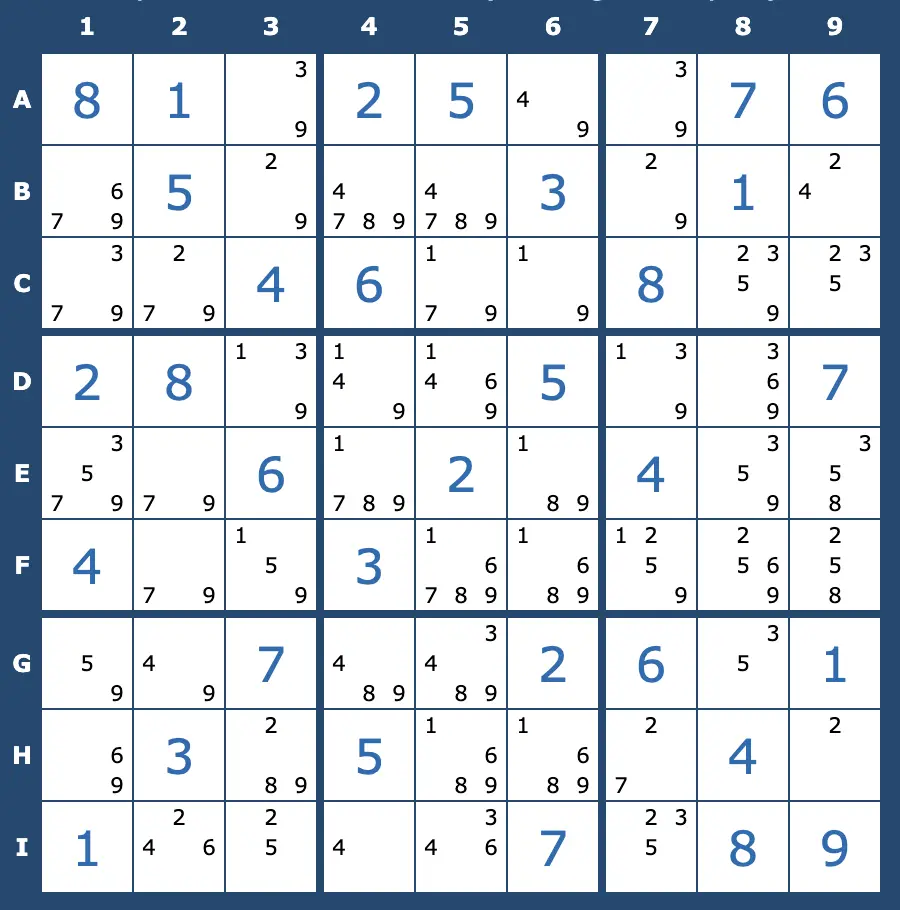 1 2 3 4 5 6 7 8 9
3 3
A 8 1 2 5 4 7 6
9 9 9
2 2 2
B 6 5 4 4 3 1 4
7 9 9 7 8 9 7 8 9 9
3 2 1 1 2 3 2 3
C 4 6 8 5 5
7 9 7 9 7 9 9 9
1 3 1 1 1 3 3
D 2 8 4 4 6 5 6 7
9 9 9 9 9
3 1 1 3 3
E 5 6 2 4 5 5
7 9 7 9 7 8 9 8 9 9 8
1 1 1 1 2 2 2
F 4 5 3 6 6 5 5 6 5
7 9 9 7 8 9 8 9 9 9 8
3 3
G 5 4 7 4 4 2 6 5 1
9 9 8 9 8 9
2 1 1 2 2
H 6 3 5 6 6 4
9 8 9 8 9 8 9 7
2 2 3 2 3
I 1 4 6 5 4 4 6 7 5 8 9